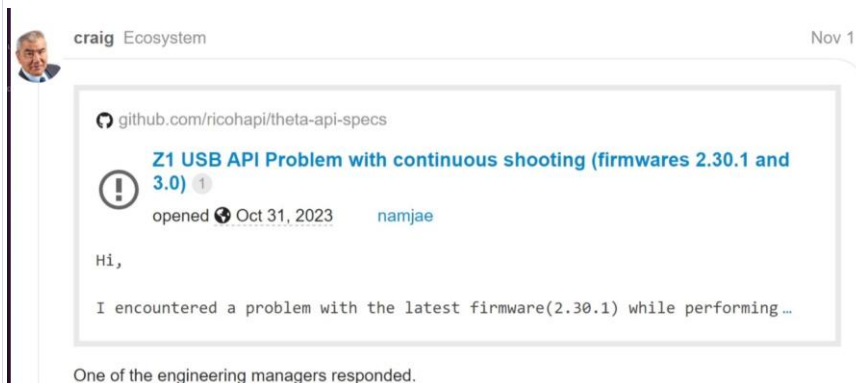 craig Ecosystem Nov 1
github.com/ricohapi/theta-api-specs
Z1 USB API Problem with continuous shooting (firmwares 2.30.1 and
3.0) 1
opened Oct 31, 2023 namjae
Hi,
I encountered a problem with the latest firmware(2.30.1) while performing …
One of the engineering managers responded.